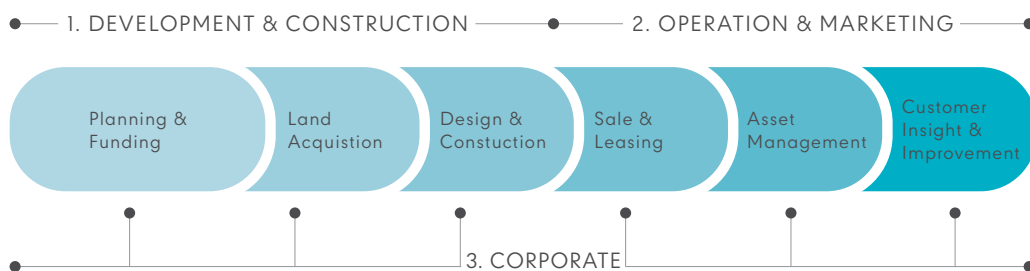 1. DEVELOPMENT & CONSTRUCTION
2. OPERATION & MARKETING
Planning &
Funding
Land
Acquistion
Design &
Constuction
Sale &
Leasing
Asset
Management
Customer
Insight &
Improvement
3. CORPORATE